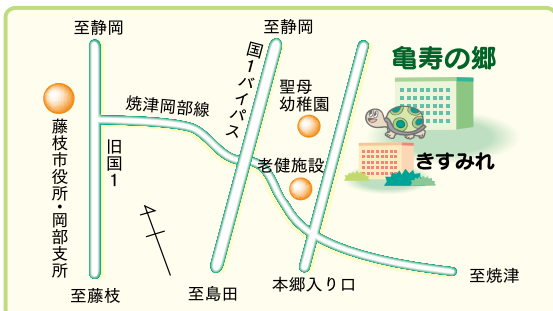 至静岡
至静岡
亀寿の郷
国1バイパス
聖母
幼稚園
焼津岡部線
藤枝市役所・岡部支所
旧国1
老健施設
きすみれ
至藤枝
至島田
本郷入り口
至焼津